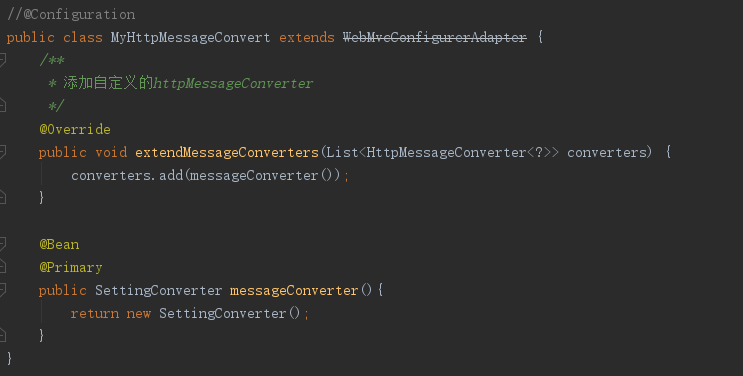 //@Configuration
public class MyHttpMessageConvert extends WebMvcConfigurerAdapter {
/**
* 添加自定义的httpMessageConverter
*/
@Override
public void extendMessageConverters(List<HttpMessageConverter<?>> converters) {
converters.add(messageConverter());
}
@Bean
@Primary
public SettingConverter messageConverter(){
return new SettingConverter();
}
}